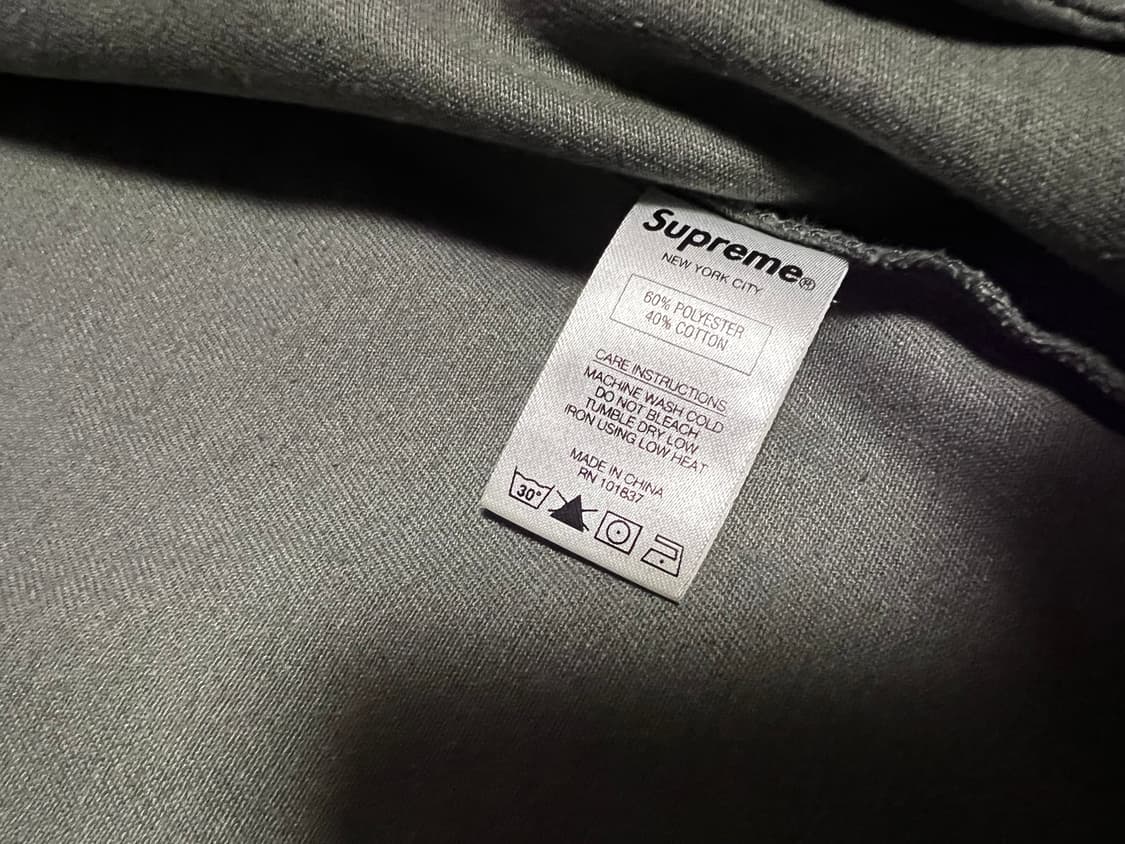 Supreme®
NEW YORK CITY
60% POLYESTER
40% COTTON
CARE INSTRUCTIONS
MACHINE WASH COLD
DO NOT BLEACH
TUMBLE DRY LOW
IRON USING LOW HEAT
MADE IN CHINA
RN 101837
30°